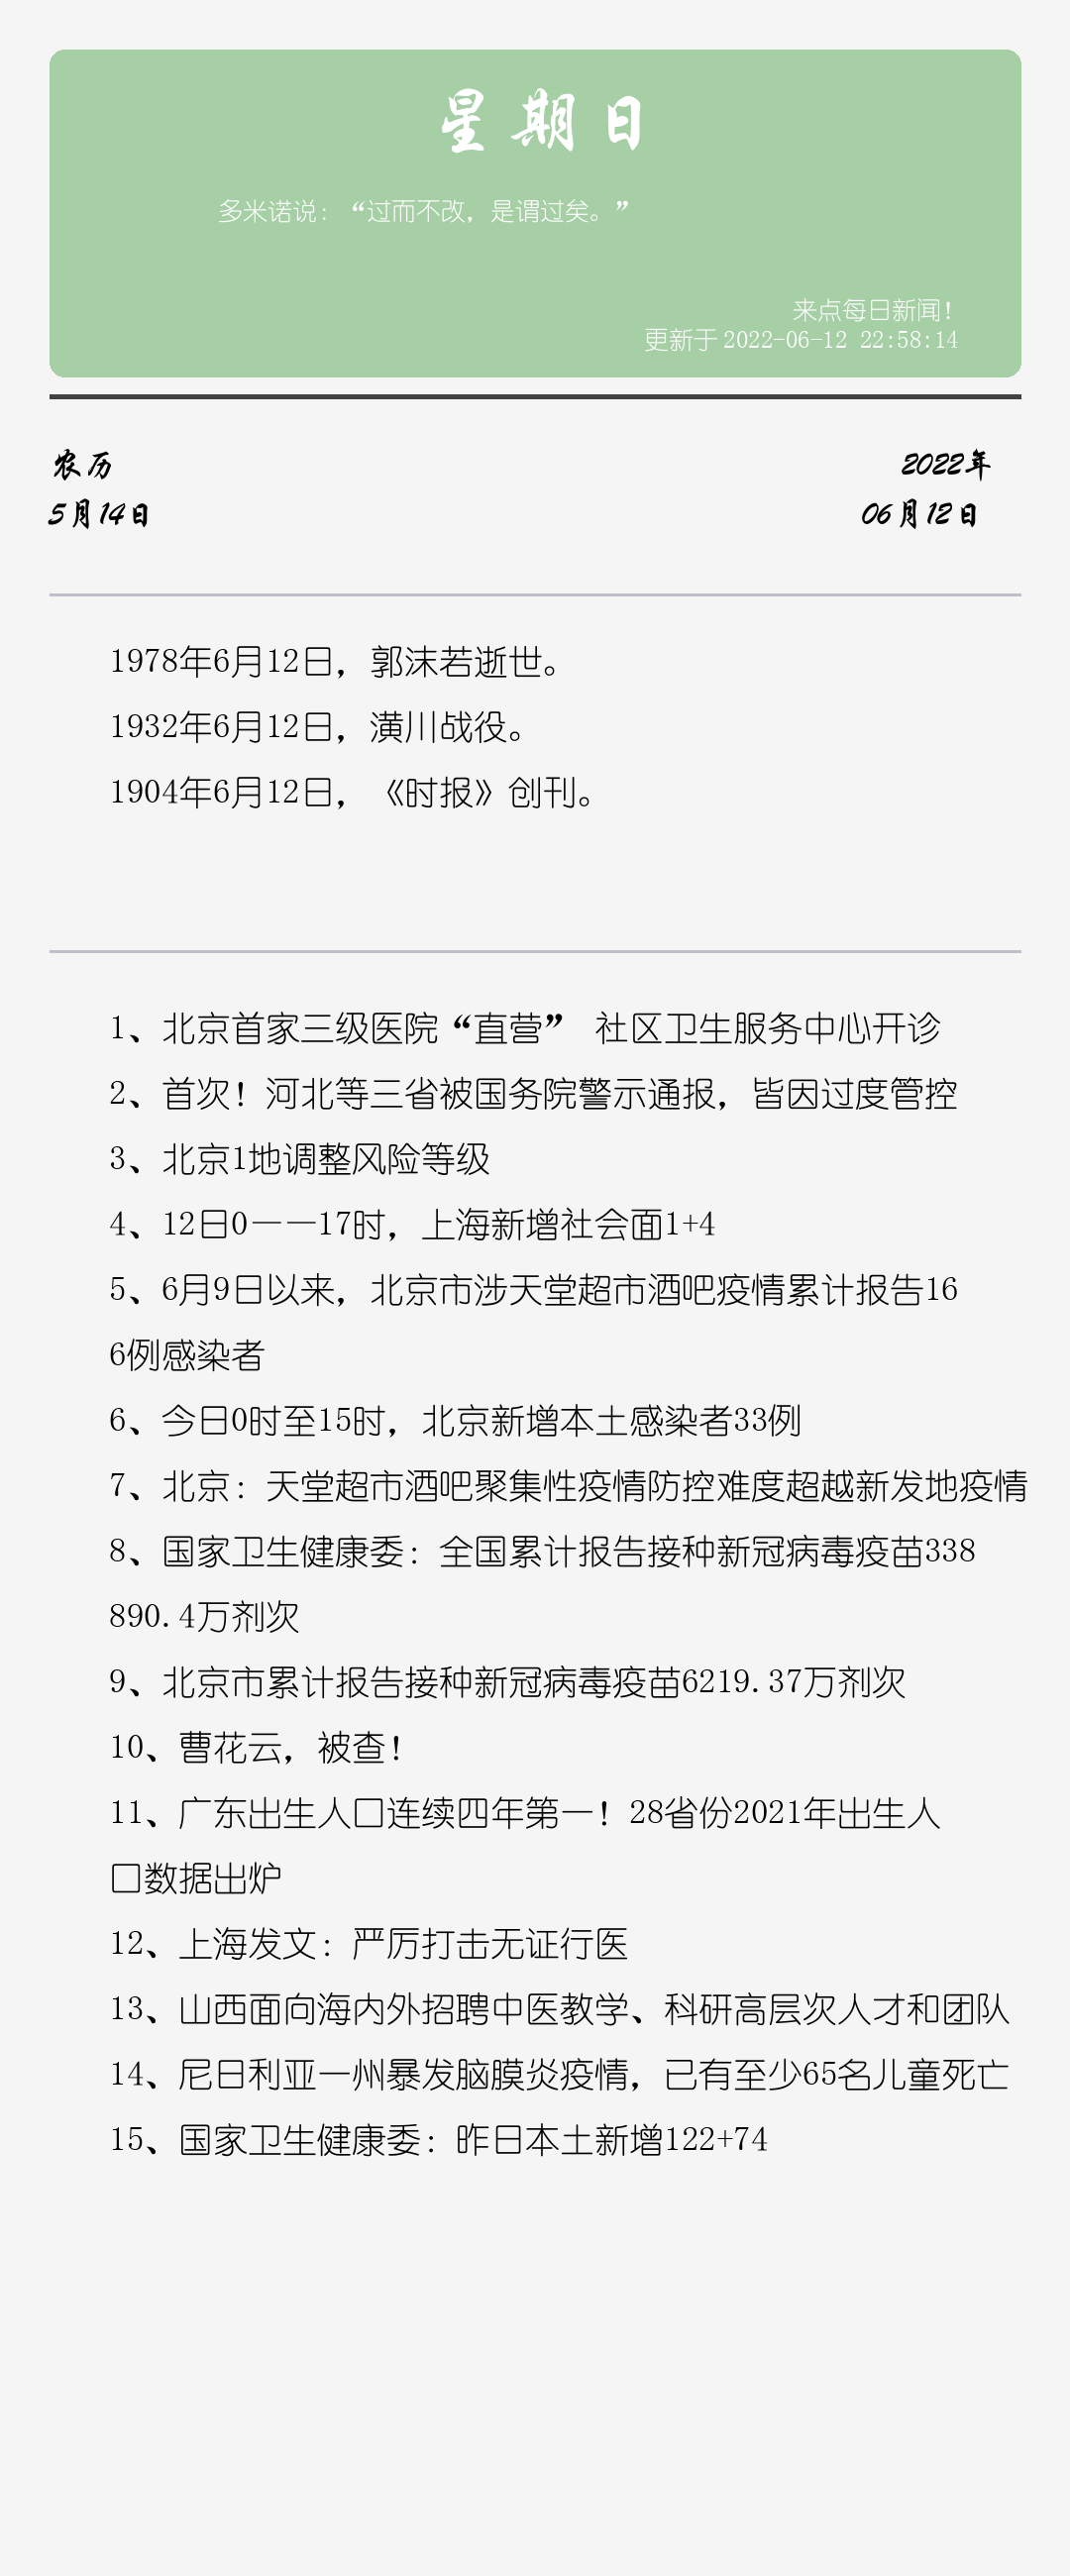 星期日
多米诺说：“过而不改，是谓过矣。”
来点每日新闻！
更新于 2022-06-12 22:58:14
农历
2022年
5月14日
06月12日
1978年6月12日，郭沫若逝世。
1932年6月12日，潢川战役。
1904年6月12日，《时报》创刊。
1、北京首家三级医院“直营” 社区卫生服务中心开诊
2、首次！河北等三省被国务院警示通报，皆因过度管控
3、北京1地调整风险等级
4、12日0——17时，上海新增社会面1+4
5、6月9日以来，北京市涉天堂超市酒吧疫情累计报告16
6例感染者
6、今日0时至15时，北京新增本土感染者33例
7、北京：天堂超市酒吧聚集性疫情防控难度超越新发地疫情
8、国家卫生健康委：全国累计报告接种新冠病毒疫苗338
890.4万剂次
9、北京市累计报告接种新冠病毒疫苗6219.37万剂次
10、曹花云，被查！
11、广东出生人口连续四年第一！28省份2021年出生人
口数据出炉
12、上海发文：严厉打击无证行医
13、山西面向海内外招聘中医教学、科研高层次人才和团队
14、尼日利亚一州暴发脑膜炎疫情，已有至少65名儿童死亡
15、国家卫生健康委：昨日本土新增122+74